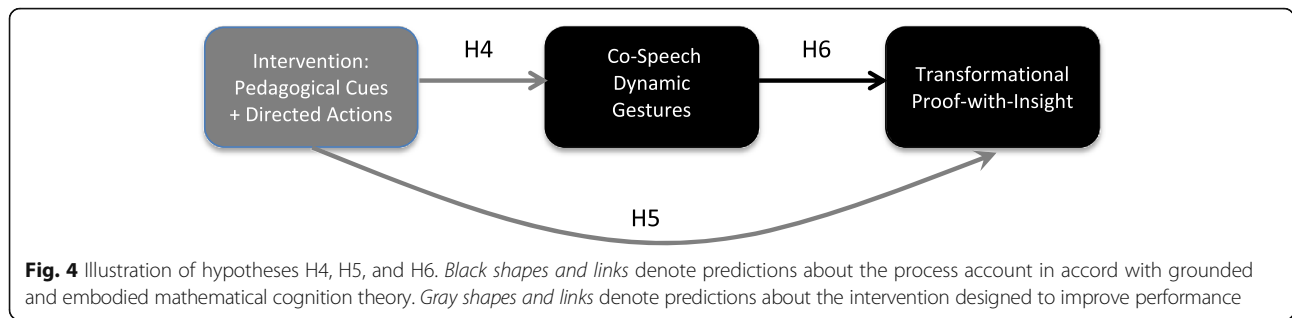 H4
H6
Intervention:
Pedagogical Cues
+ Directed Actions
Co-Speech
Dynamic
Gestures
Transformational
Proof-with-Insight
H5
Fig. 4 Illustration of hypotheses H4, H5, and H6. Black shapes and links denote predictions about the process account in accord with grounded
and embodied mathematical cognition theory. Gray shapes and links denote predictions about the intervention designed to improve performance